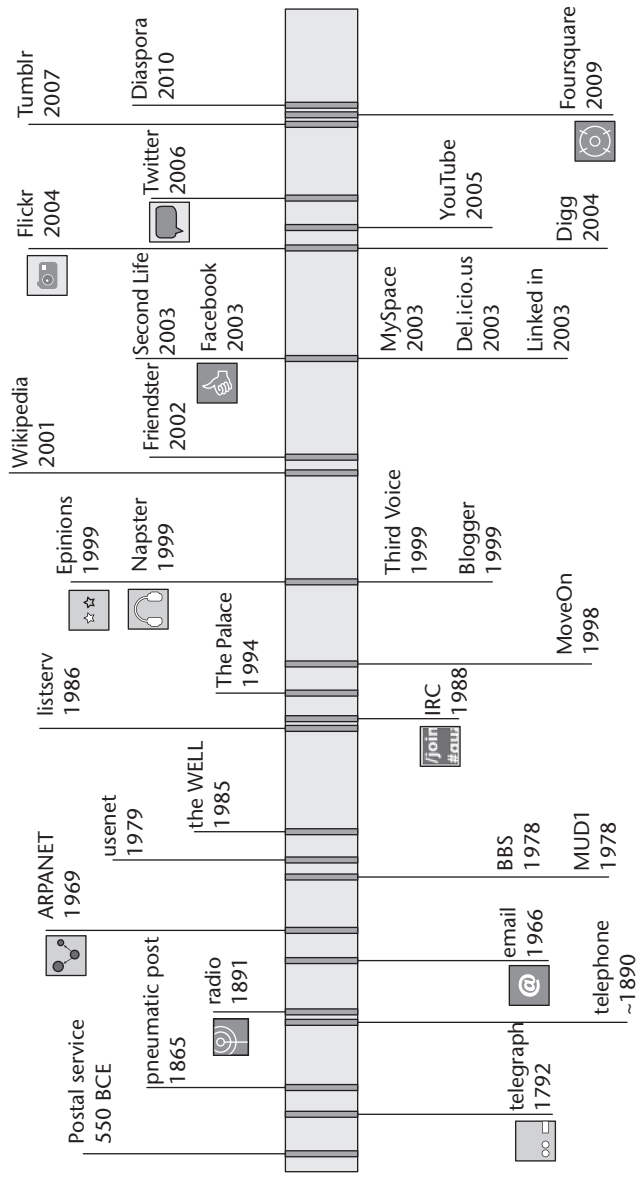 Postal service
550 BCE
telegraph
1792
pneumatic post
1865
telephone
~1890
radio
1891
@
email
1966
ARPANET
1969
BBS
1978
MUD1
1978
usenet
1979
the WELL
1985
listserv
1986
/join
#au
IRC
1988
The Palace
1994
MoveOn
1998
Epinions
1999
Napster
1999
Third Voice
1999
Blogger
1999
Wikipedia
2001
Friendster
2002
Second Life
2003
Facebook
2003
MySpace
2003
Del.icio.us
2003
Linked in
2003
Flickr
2004
Digg
2004
YouTube
2005
Twitter
2006
Tumblr
2007
Foursquare
2009
Diaspora
2010